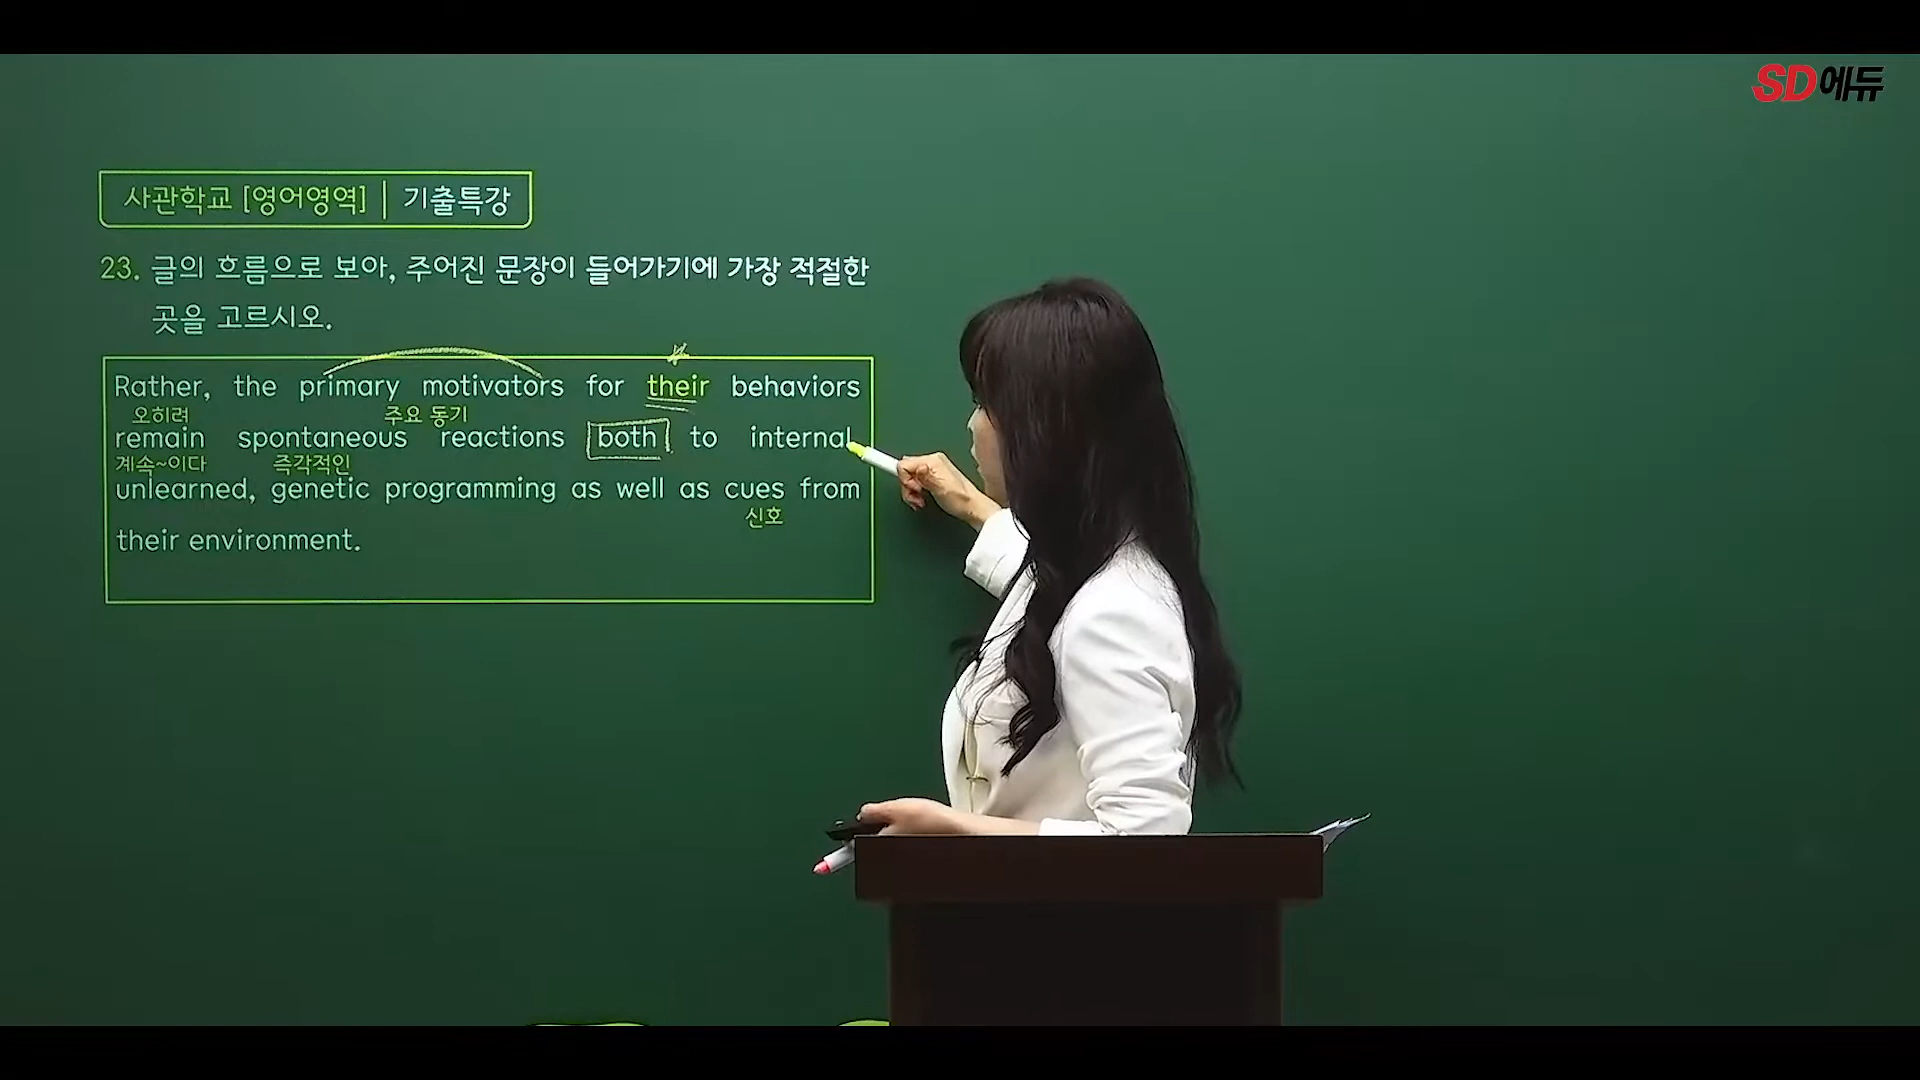 SD에듀
사관학교 [영어영역] | 기출특강
23. 글의 흐름으로 보아, 주어진 문장이 들어가기에 가장 적절한
곳을 고르시오.
Rather, the primary motivators for their behaviors
오히려 주요 동기
remain spontaneous reactions both to internal
계속~이다 즉각적인
unlearned, genetic programming as well as cues from
신호
their environment.